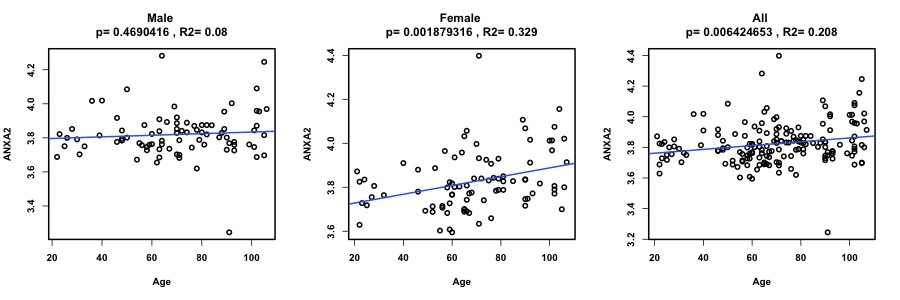 Male
p= 0.4690416 , R2= 0.08
ANXA2
4.2
4.0
3.8
3.6
3.4
20 40 60 80 100
Age
Female
p= 0.001879316 , R2= 0.329
ANXA2
4.4
4.2
4.0
3.8
3.6
20 40 60 80 100
Age
All
p= 0.006424653 , R2= 0.208
ANXA2
4.4
4.2
4.0
3.8
3.6
3.4
3.2
20 40 60 80 100
Age